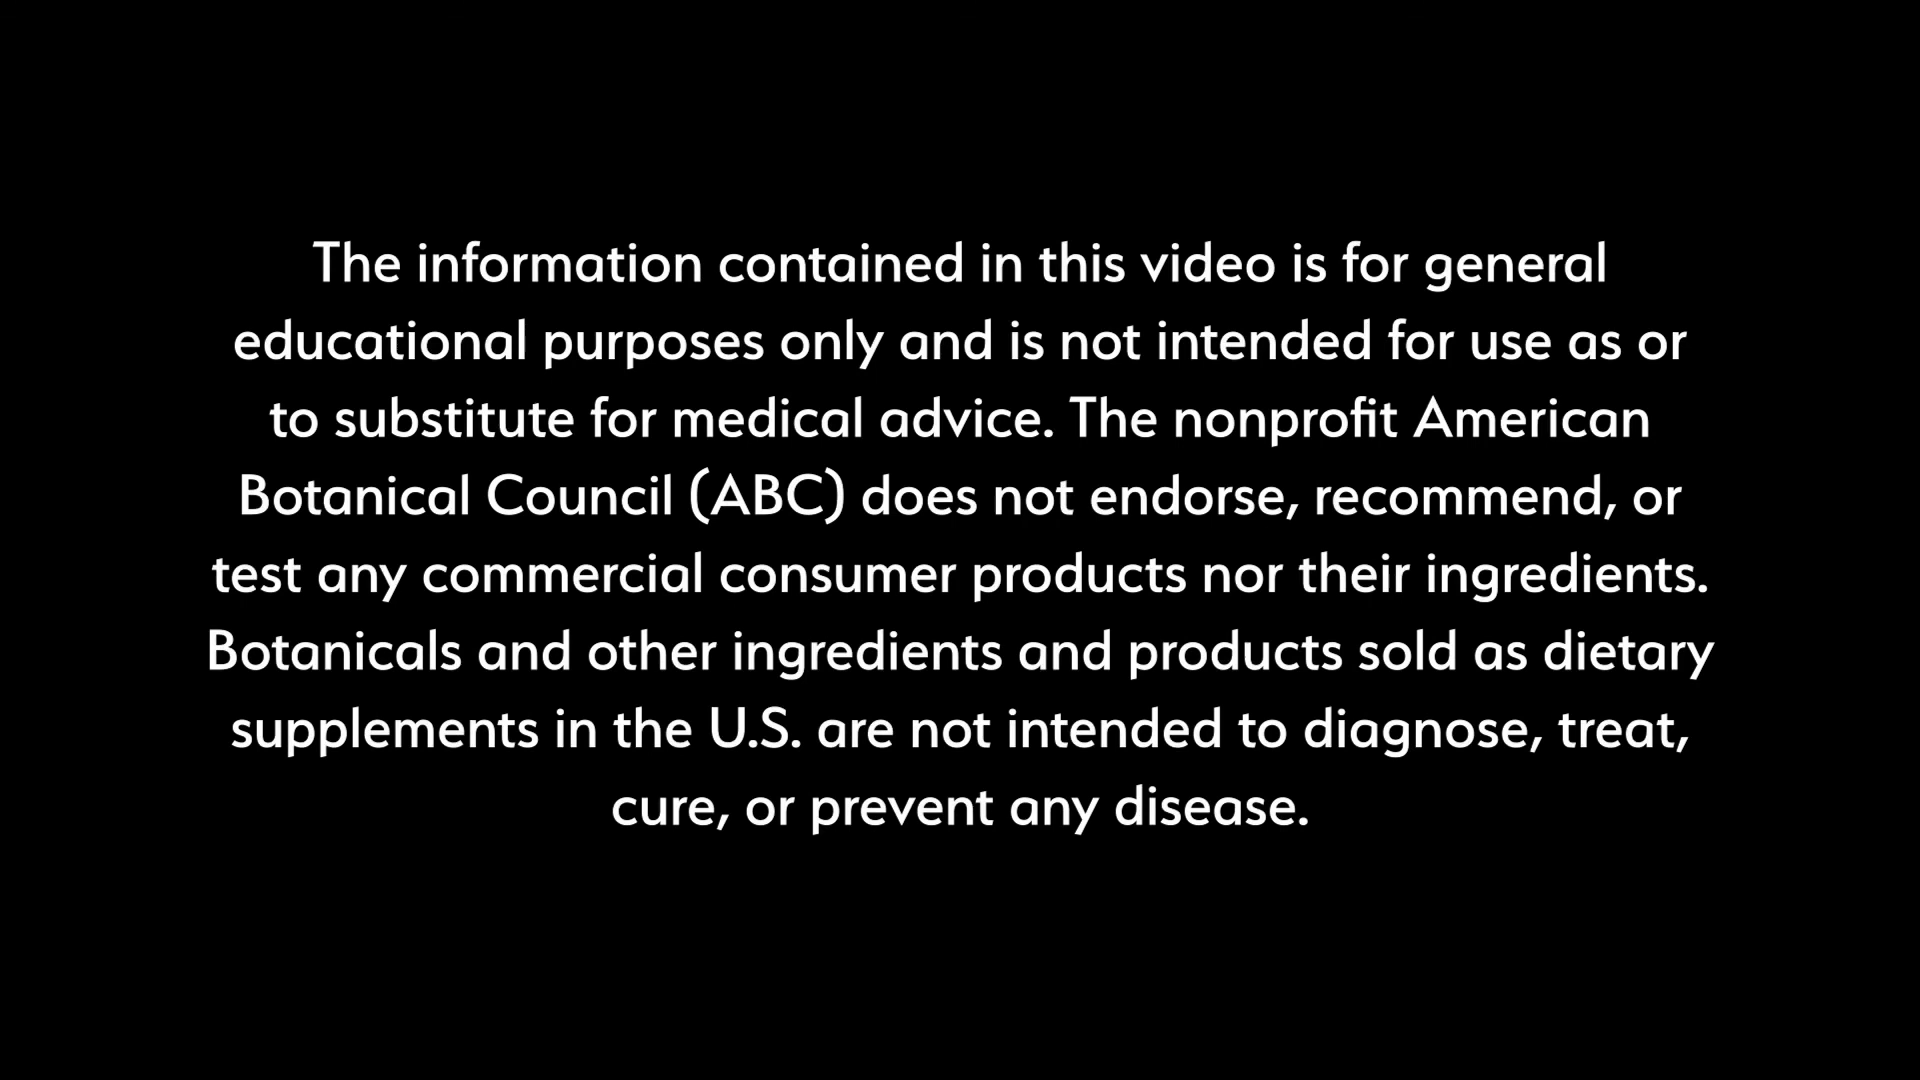 The information contained in this video is for general
educational purposes only and is not intended for use as or
to substitute for medical advice. The nonprofit American
Botanical Council (ABC) does not endorse, recommend, or
test any commercial consumer products nor their ingredients.
Botanicals and other ingredients and products sold as dietary
supplements in the U.S. are not intended to diagnose, treat,
cure, or prevent any disease.